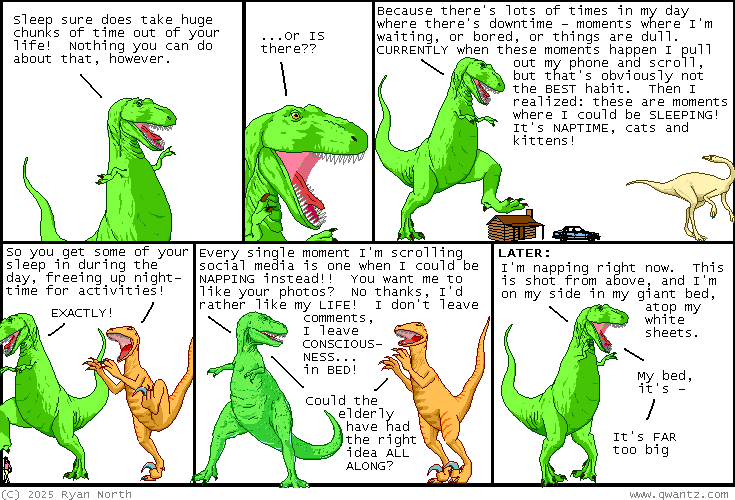 Sleep sure does take huge
chunks of time out of your
life!  Nothing you can do
about that, however.
...Or IS
there??
Because there's lots of times in my day
where there's downtime – moments where I'm
waiting, or bored, or things are dull.
CURRENTLY when these moments happen I pull
out my phone and scroll,
but that's obviously not
the BEST habit.  Then I
realized: these are moments
where I could be SLEEPING!
It's NAPTIME, cats and
kittens!
So you get some of your
sleep in during the
day, freeing up night-
time for activities!
EXACTLY!
Every single moment I'm scrolling
social media is one when I could be
NAPPING instead!!  You want me to
like your photos?  No thanks, I'd
rather like my LIFE!  I don't leave
comments,
I leave
CONSCIOUS-
NESS...
in BED!
Could the
elderly
have had
the right
idea ALL
ALONG?
LATER:
I'm napping right now.  This
is shot from above, and I'm
on my side in my giant bed,
atop my
white
sheets.
My bed,
it's –
It's FAR
too big
(C) 2025 Ryan North
www.qwantz.com